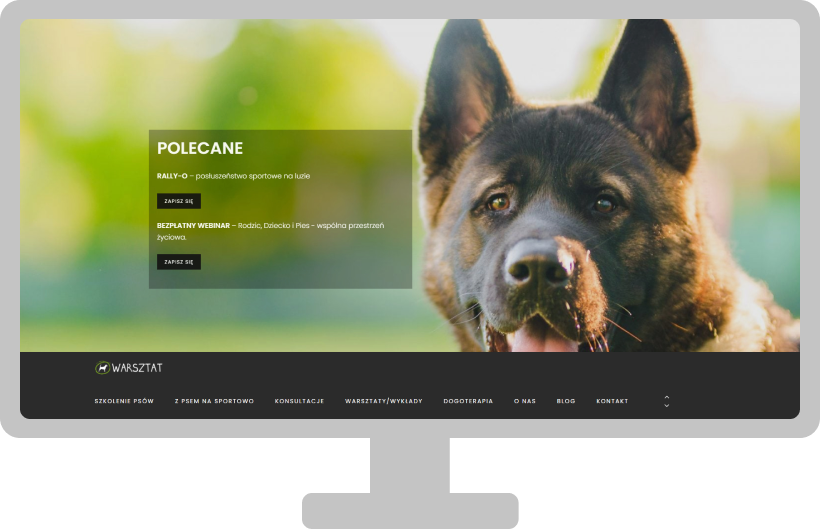 POLECANE
RALLY-O – posłuszeństwo sportowe na luzie
ZAPISZ SIĘ
BEZPŁATNY WEBINAR – Rodzic, Dziecko i Pies - wspólna przestrzeń
życiowa.
ZAPISZ SIĘ
WARSZTAT
SZKOLENIE PSÓW Z PSEM NA SPORTOWO KONSULTACJE WARSZTATY/WYKŁADY DOGOTERAPIA O NAS BLOG KONTAKT